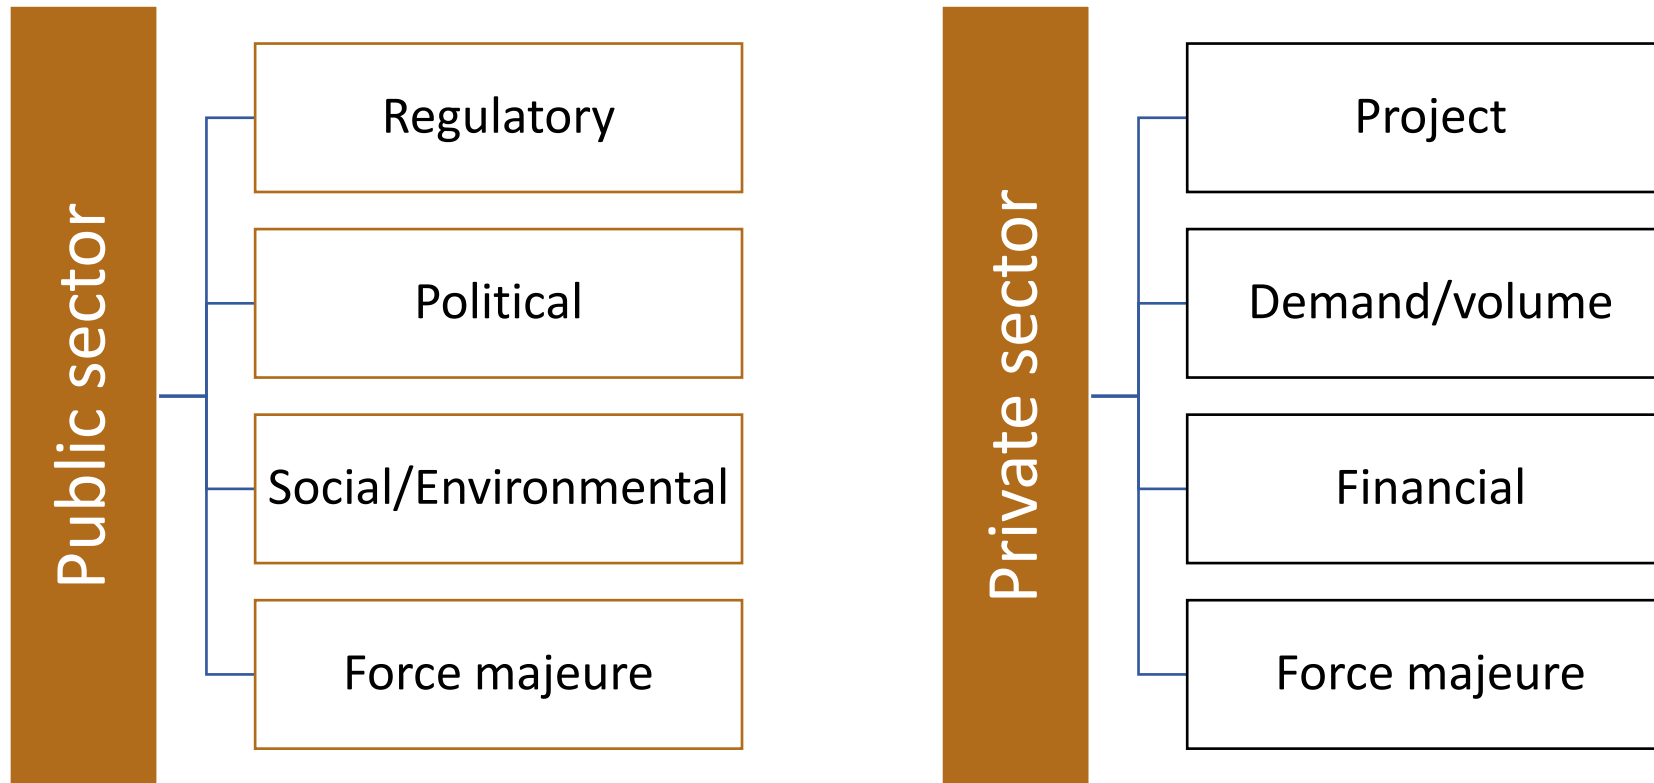 Public sector
Regulatory
Political
Social/Environmental
Force majeure
Private sector
Project
Demand/volume
Financial
Force majeure